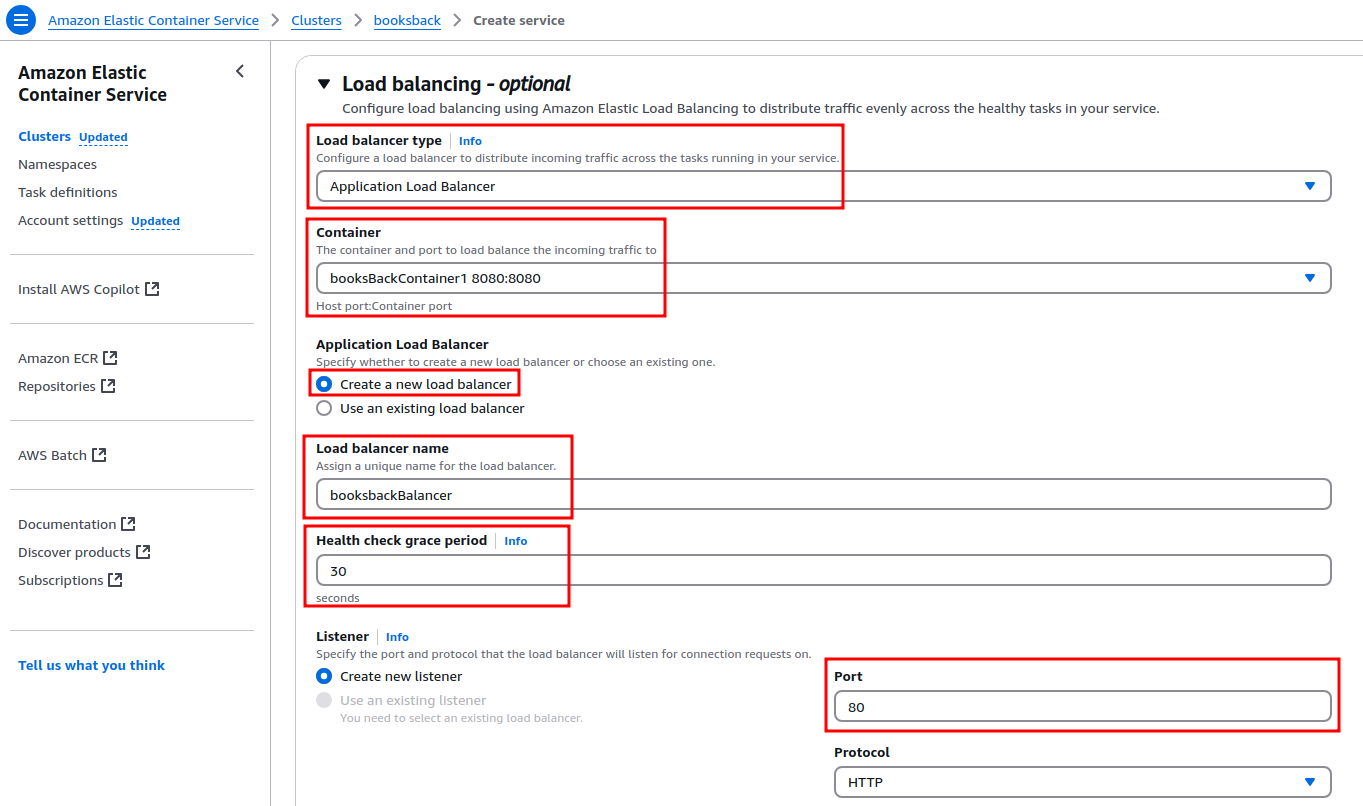 Amazon Elastic Container Service > Clusters > booksback > Create service
Amazon Elastic
Container Service
Clusters Updated
Namespaces
Task definitions
Account settings Updated
Install AWS Copilot
Amazon ECR
Repositories
AWS Batch
Documentation
Discover products
Subscriptions
Tell us what you think
Load balancing - optional
Configure load balancing using Amazon Elastic Load Balancing to distribute traffic evenly across the healthy tasks in your service.
Load balancer type Info
Configure a load balancer to distribute incoming traffic across the tasks running in your service.
Application Load Balancer
Container
The container and port to load balance the incoming traffic to
booksBackContainer1 8080:8080
Host port:Container port
Application Load Balancer
Specify whether to create a new load balancer or choose an existing one.
Create a new load balancer
Use an existing load balancer
Load balancer name
Assign a unique name for the load balancer.
booksbackBalancer
Health check grace period Info
30
seconds
Listener Info
Specify the port and protocol that the load balancer will listen for connection requests on.
Create new listener
Use an existing listener
You need to select an existing load balancer.
Port
80
Protocol
HTTP